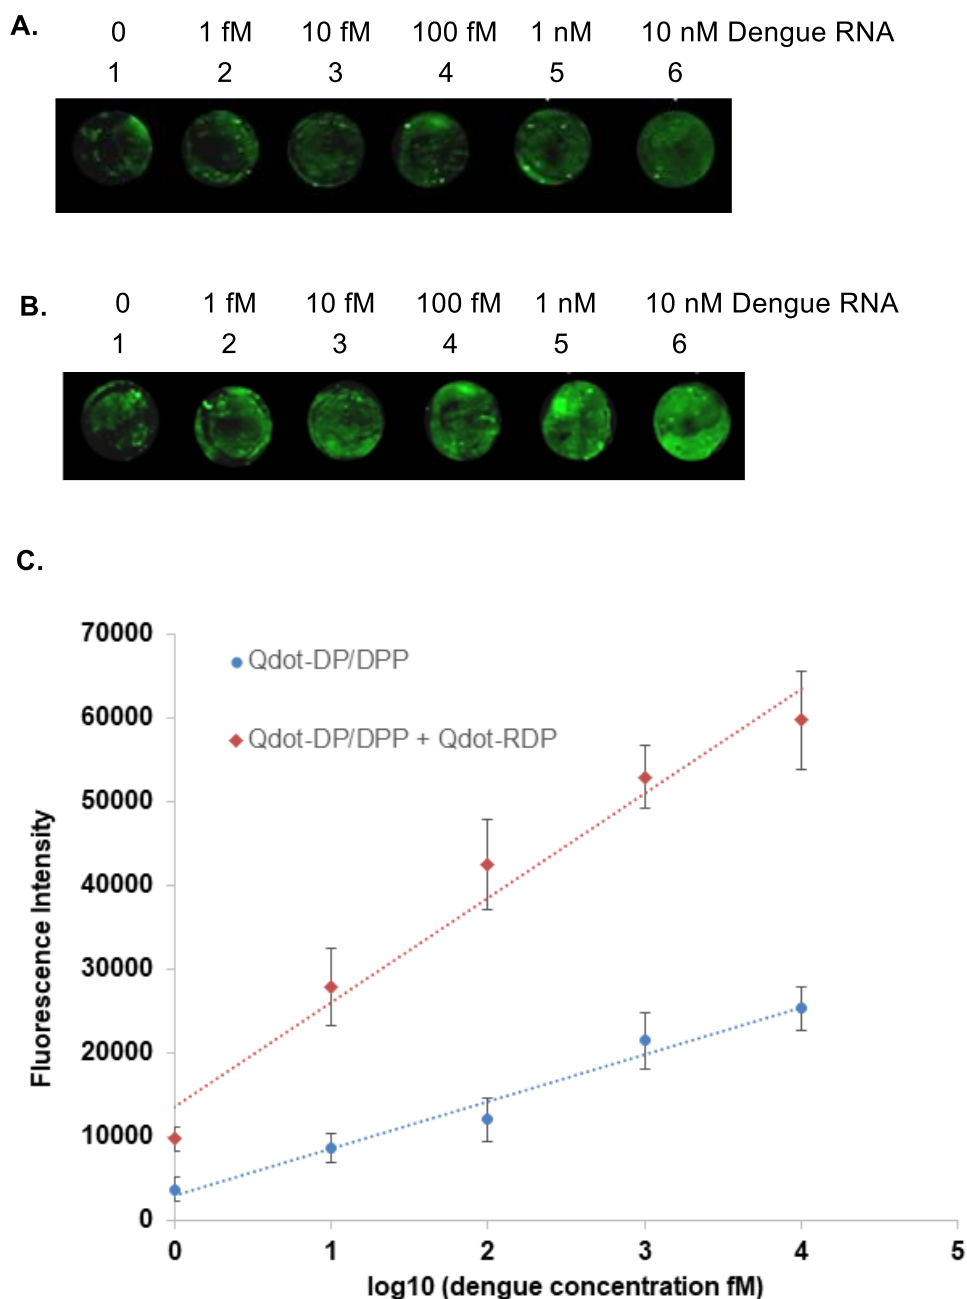 A.
0 1 fM 10 fM 100 fM 1 nM 10 nM Dengue RNA
1 2 3 4 5 6
B.
0 1 fM 10 fM 100 fM 1 nM 10 nM Dengue RNA
1 2 3 4 5 6
C.
70000
60000
50000
40000
30000
20000
10000
0
Fluorescence Intensity
Qdot-DP/DPP
Qdot-DP/DPP + Qdot-RDP
0 1 2 3 4 5
log10 (dengue concentration fM)